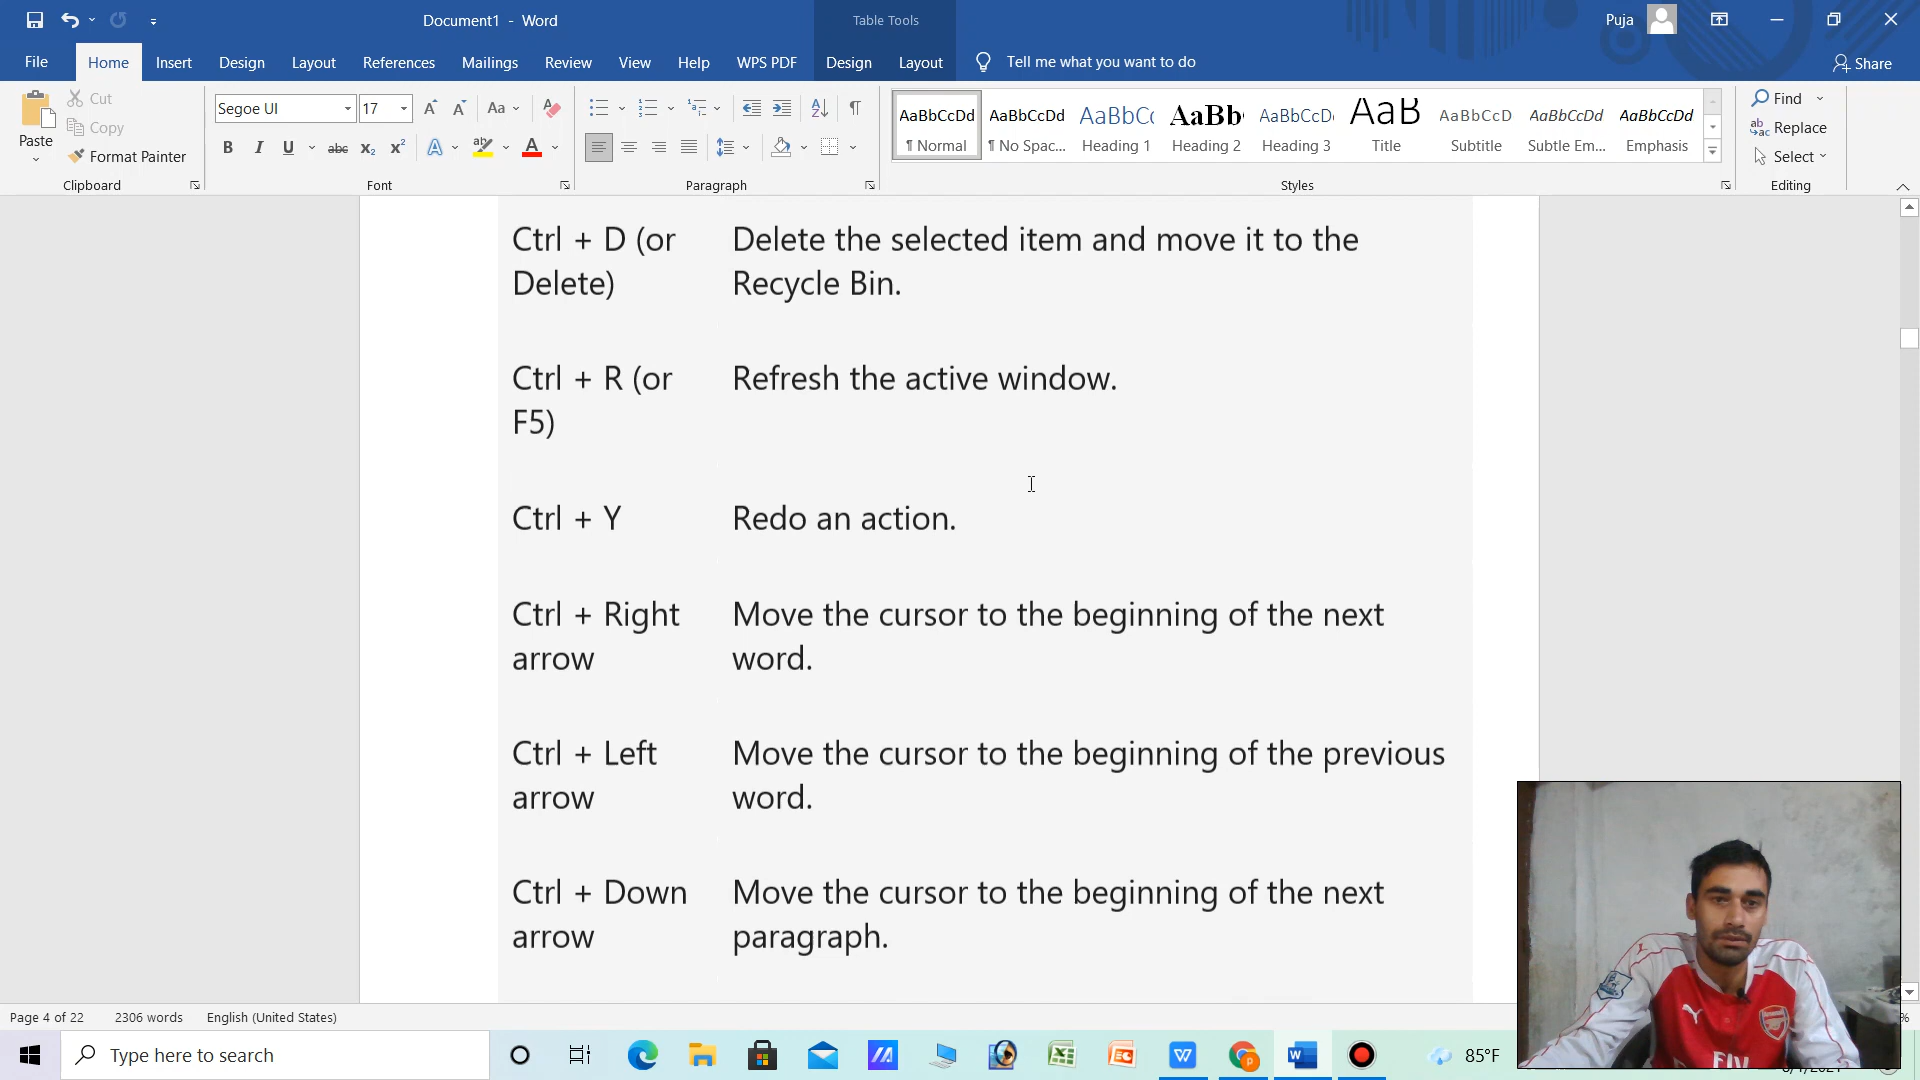 Document1 - Word
Table Tools
Puja
File
Home
Insert
Design
Layout
References
Mailings
Review
View
Help
WPS PDF
Design
Layout
Tell me what you want to do
Share
Paste
Cut
Copy
Format Painter
Clipboard
Segoe UI
17
Aa
B I U abc x₂ x²
A
A
Font
Paragraph
AaBbCcDd
¶ Normal
AaBbCcDd
¶ No Spac...
AaBbCc
Heading 1
AaBb
Heading 2
AaBbCcD
Heading 3
AaB
Title
AaBbCcD
Subtitle
AaBbCcDd
Subtle Em...
AaBbCcDd
Emphasis
Styles
Find
Replace
Select
Editing
Ctrl + D (or
Delete)
Delete the selected item and move it to the
Recycle Bin.
Ctrl + R (or
F5)
Refresh the active window.
Ctrl + Y
Redo an action.
Ctrl + Right
arrow
Move the cursor to the beginning of the next
word.
Ctrl + Left
arrow
Move the cursor to the beginning of the previous
word.
Ctrl + Down
arrow
Move the cursor to the beginning of the next
paragraph.
Page 4 of 22
2306 words
English (United States)
Type here to search
85°F